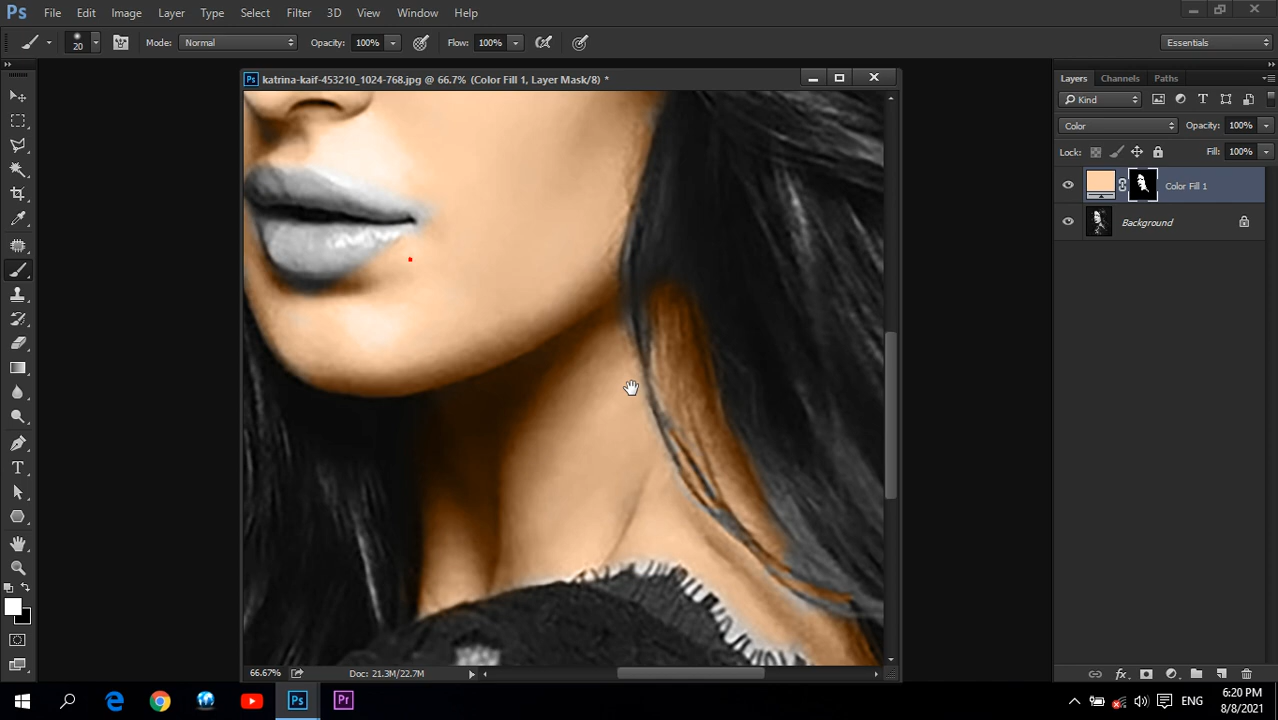 Ps File Edit Image Layer Type Select Filter 3D View Window Help
20 Mode: Normal Opacity: 100% Flow: 100% Essentials
Ps katrina-kaif-453210_1024-768.jpg @ 66.7% (Color Fill 1, Layer Mask/8) *
Layers Channels Paths
Kind
Color Opacity: 100%
Lock: Fill: 100%
Color Fill 1
Background
66.67% Doc: 21.3M/22.7M
Ps Pr ENG 6:20 PM
8/8/2021